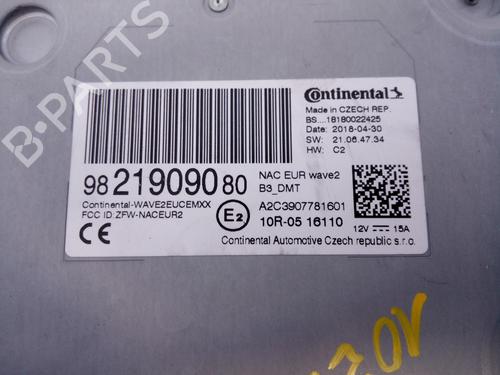 B-PARTS
Continental
Made in CZECH REP.
BS....18180022425
Date: 2018-04-30
SW: 21.06.47.34
HW: C2
98 219090 80
NAC EUR wave2
B3_DMT
Continental-WAVE2EUCEMXX
FCC ID:ZFW-NACEUR2
A2C3907781601
CE
E2
10R-05 16110
12V 15A
Continental Automotive Czech republic s.r.o.